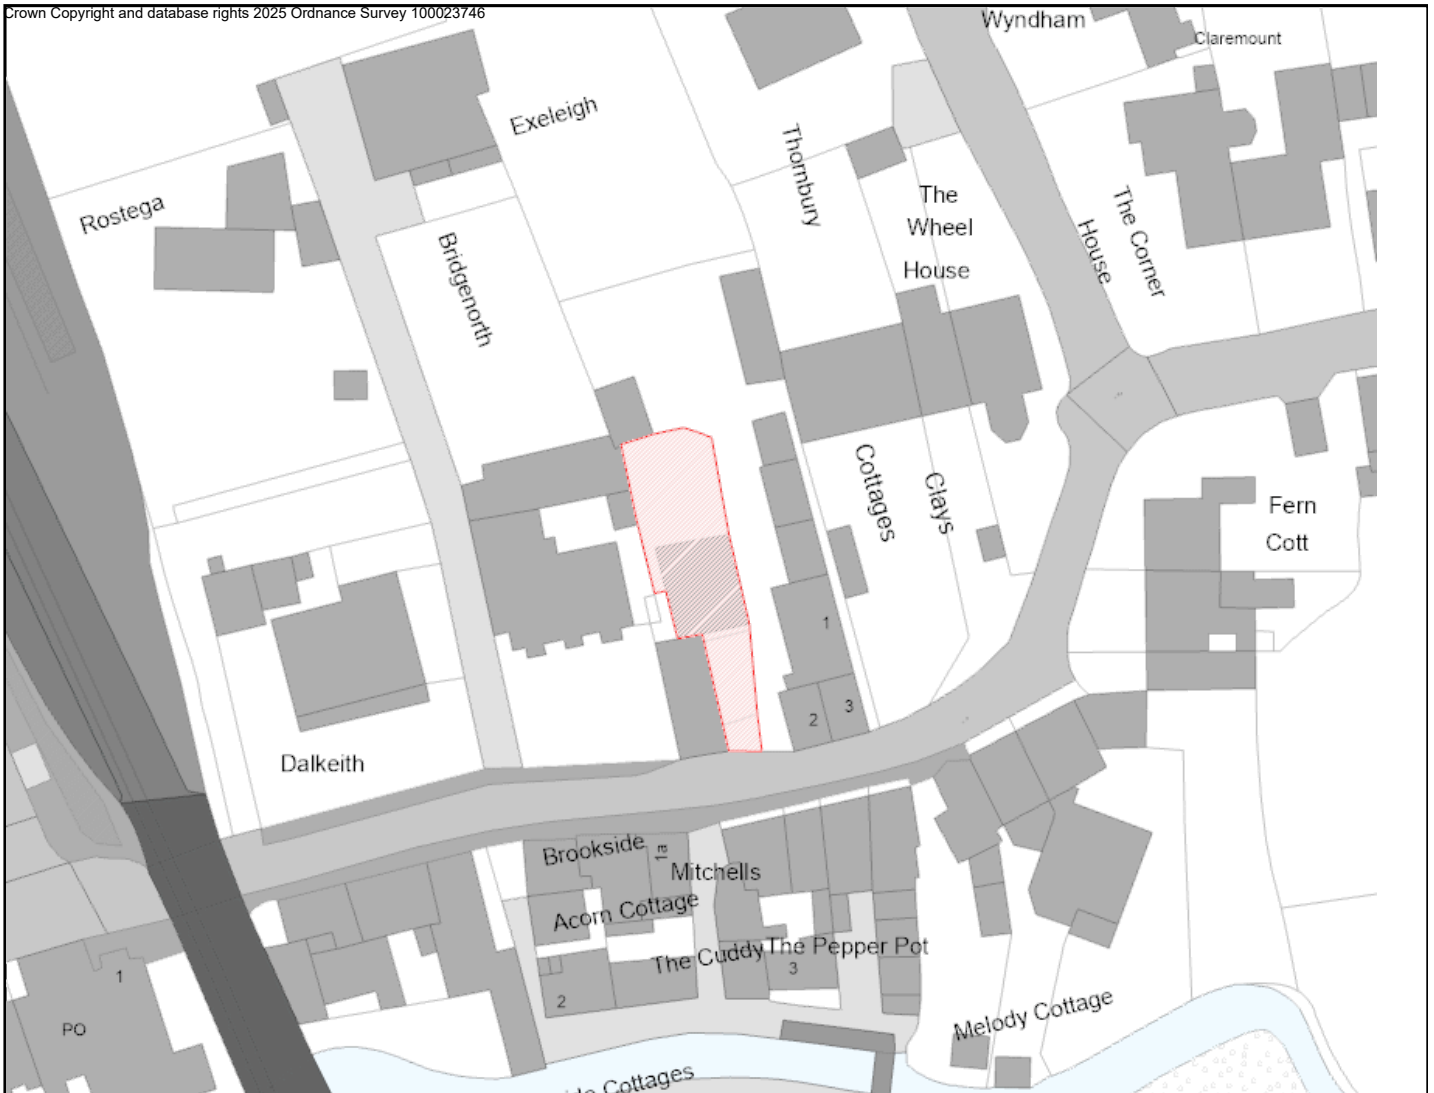 Crown Copyright and database rights 2025 Ordnance Survey 100023746
Wyndham
Claremount
Exeleigh
Thornbury
The
Wheel
House
The Corner
House
Rostega
Bridgenorth
Cottages
Clays
Fern
Cott
1
2
3
Dalkeith
Brookside
1a
Mitchells
Acorn Cottage
The Cuddy
The Pepper Pot
3
2
1
PO
Melody Cottage
Cottages